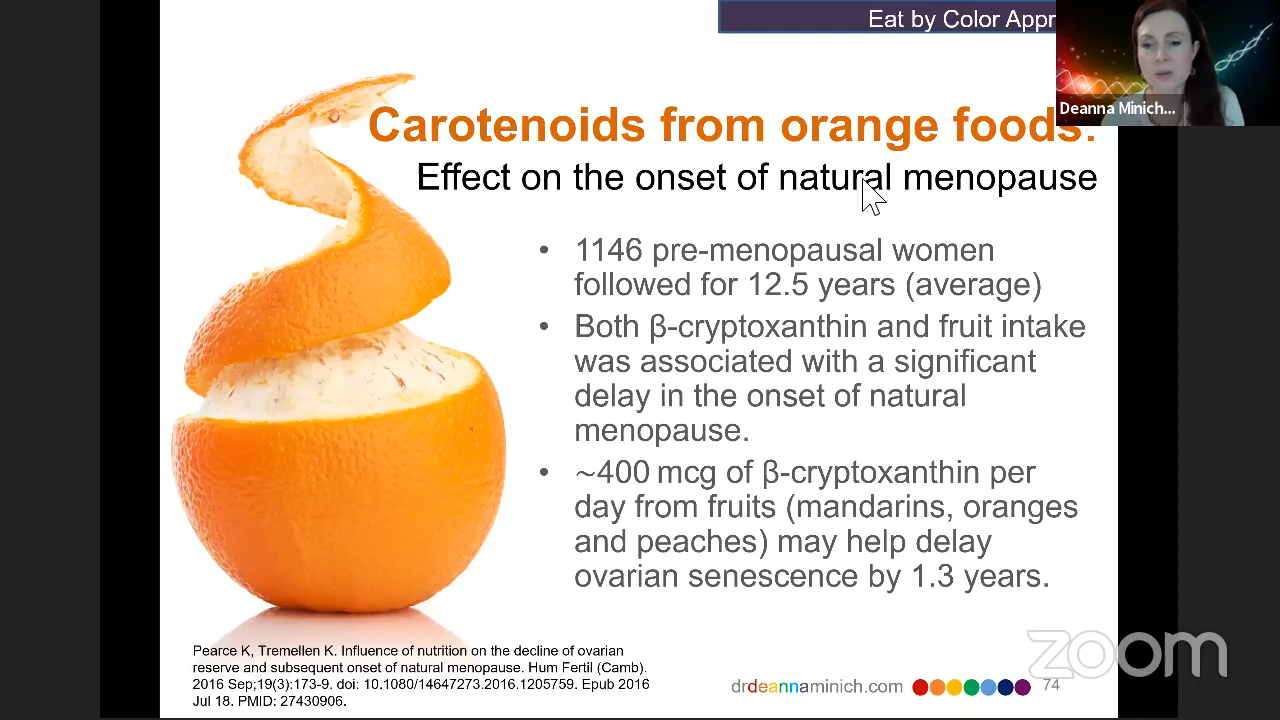 Eat by Color Appr
Deanna Minich...
Carotenoids from orange foods:
Effect on the onset of natural menopause
• 1146 pre-menopausal women
followed for 12.5 years (average)
• Both β-cryptoxanthin and fruit intake
was associated with a significant
delay in the onset of natural
menopause.
• ~400 mcg of β-cryptoxanthin per
day from fruits (mandarins, oranges
and peaches) may help delay
ovarian senescence by 1.3 years.
Pearce K, Tremellen K. Influence of nutrition on the decline of ovarian
reserve and subsequent onset of natural menopause. Hum Fertil (Camb).
2016 Sep;19(3):173-9. doi: 10.1080/14647273.2016.1205759. Epub 2016
Jul 18. PMID: 27430906.
drdeannaminich.com
74
zoom